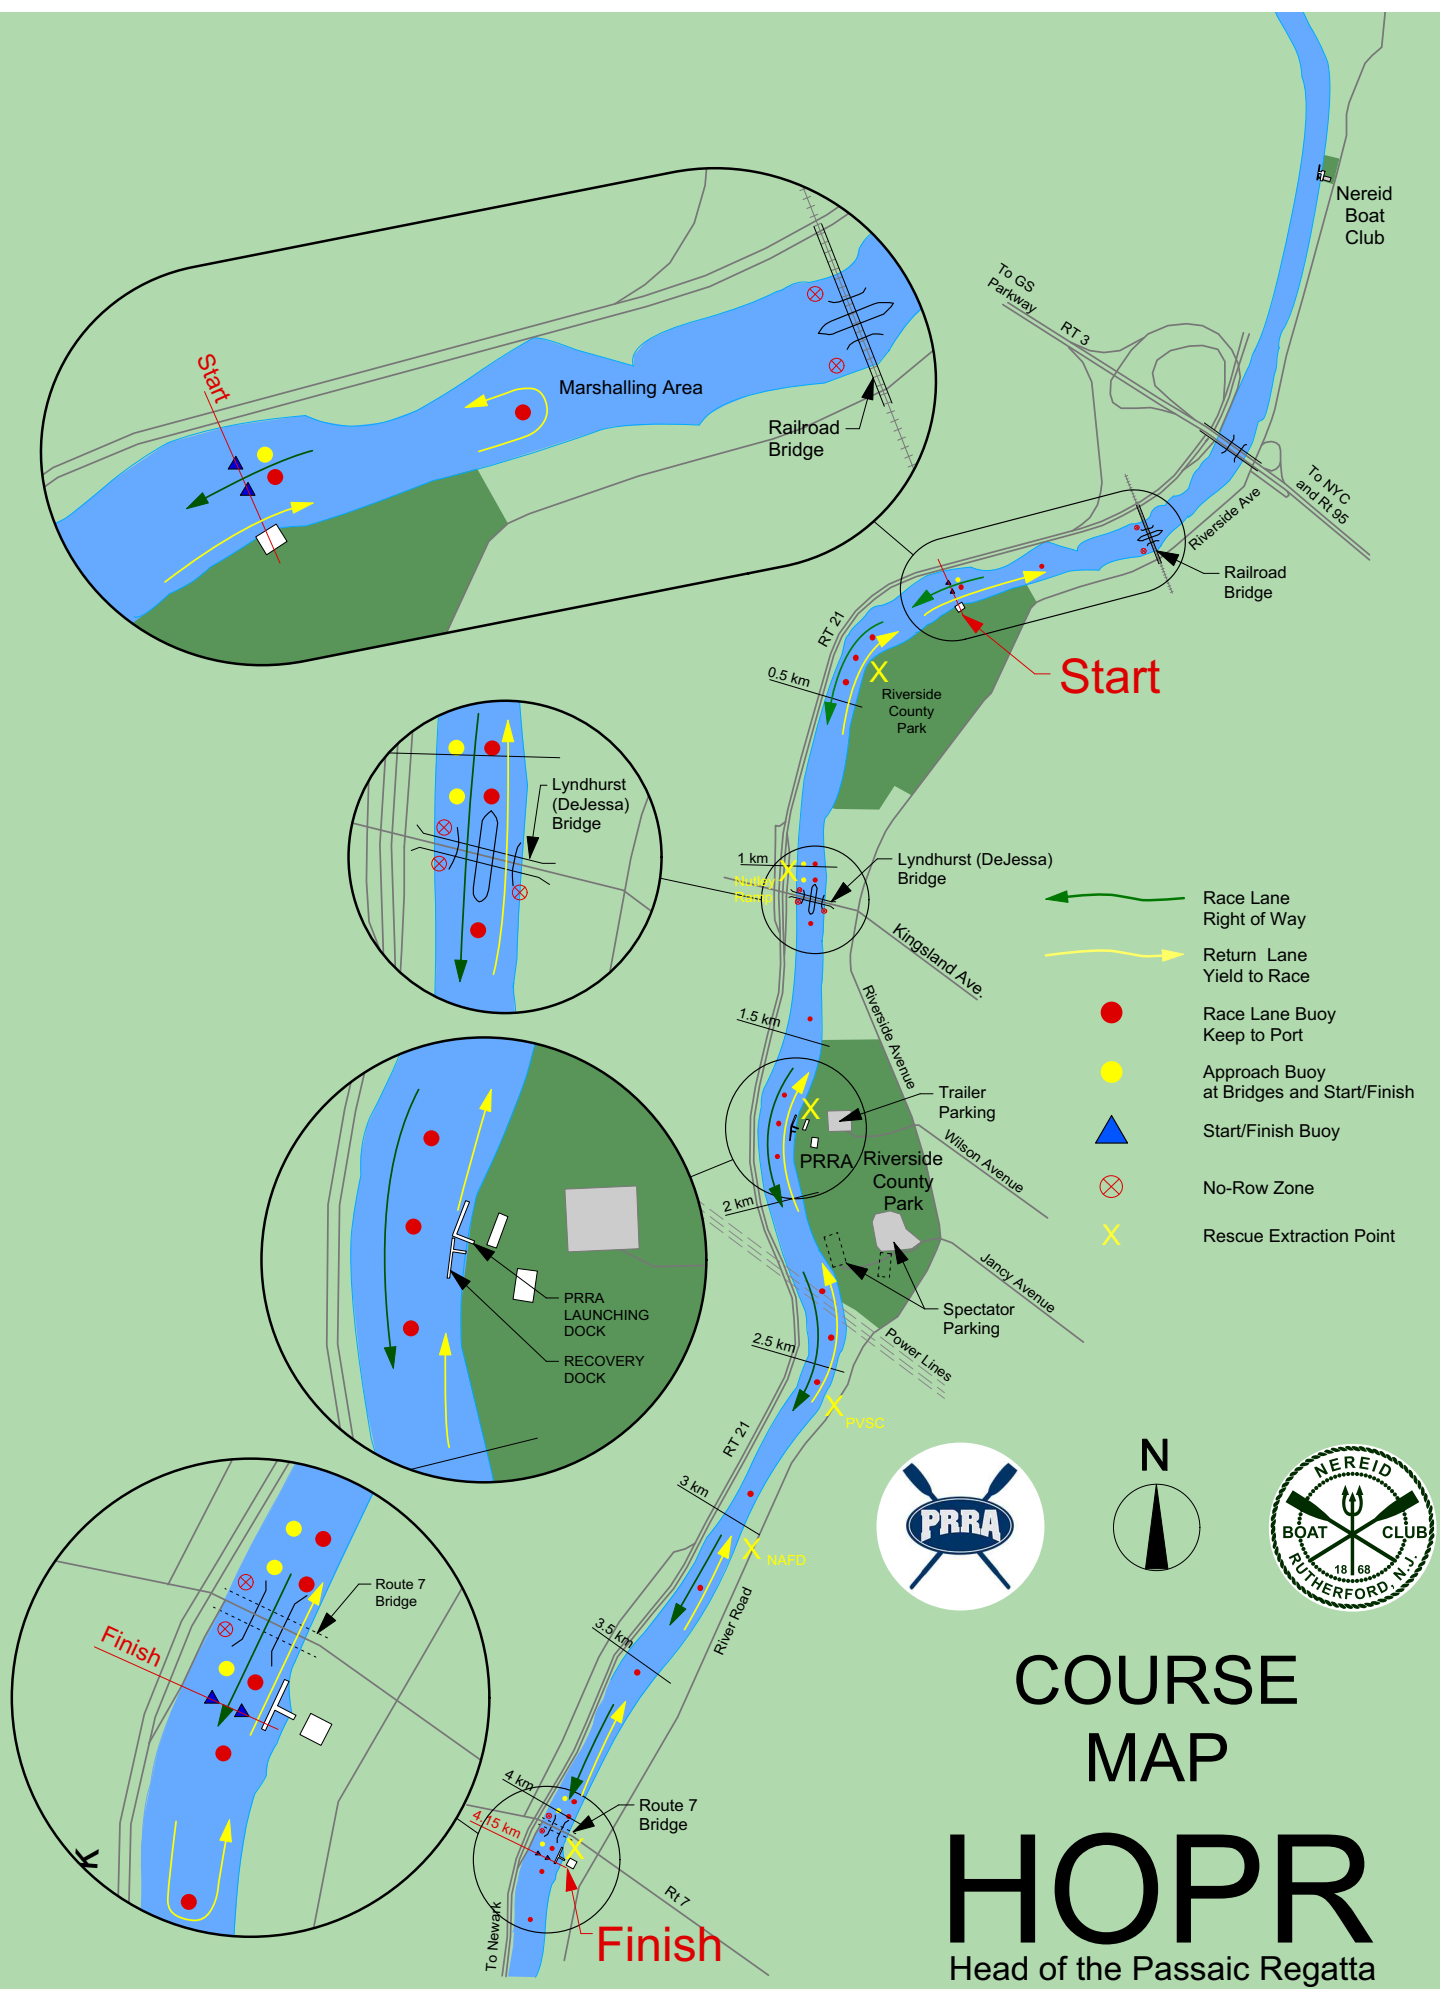 Nereid
Boat
Club
To GS
Parkway
RT 3
To NYC
and Rt 95
Riverside Ave
Railroad
Bridge
Start
Marshalling Area
Railroad
Bridge
RT 21
Start
0.5 km
Riverside
County
Park
Lyndhurst
(DeJessa)
Bridge
1 km
Nutley
Ramp
Lyndhurst (DeJessa)
Bridge
Kingsland Ave.
Riverside Avenue
1.5 km
Trailer
Parking
Wilson Avenue
PRRA
Riverside
County
Park
2 km
Jancy Avenue
Spectator
Parking
Power Lines
2.5 km
PVSC
PRRA
LAUNCHING
DOCK
RECOVERY
DOCK
Race Lane
Right of Way
Return Lane
Yield to Race
Race Lane Buoy
Keep to Port
Approach Buoy
at Bridges and Start/Finish
Start/Finish Buoy
No-Row Zone
X
Rescue Extraction Point
RT 21
3 km
NAFD
3.5 km
River Road
Route 7
Bridge
Finish
K
4 km
4.15 km
Route 7
Bridge
Rt 7
To Newark
Finish
PRRA
N
NEREID
BOAT CLUB
18 68
RUTHERFORD, N.J.
COURSE
MAP
HOPR
Head of the Passaic Regatta